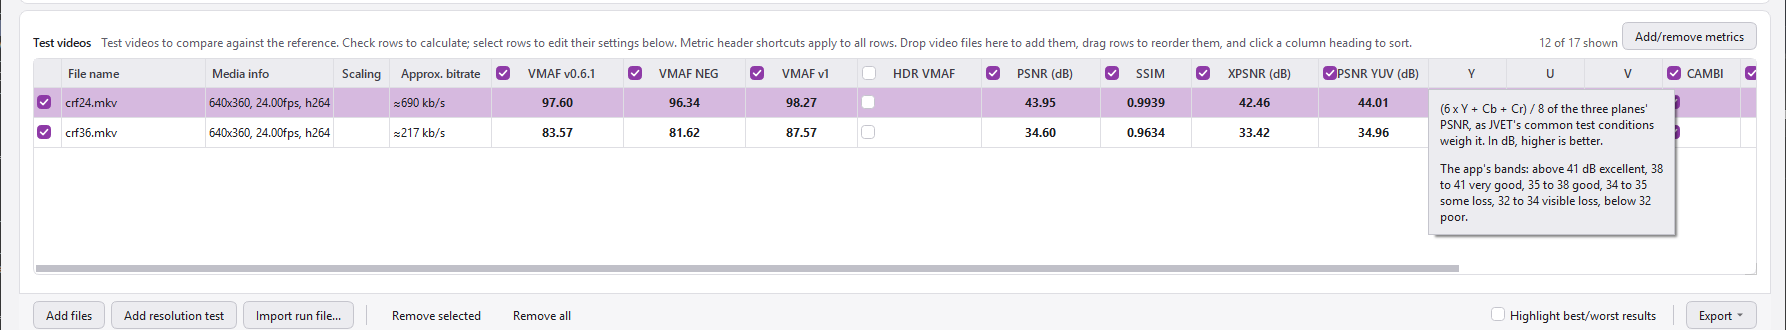 Test videos Test videos to compare against the reference. Check rows to calculate; select rows to edit their settings below. Metric header shortcuts apply to all rows. Drop video files here to add them, drag rows to reorder them, and click a column heading to sort. 12 of 17 shown Add/remove metrics
File name Media info Scaling Approx. bitrate VMAF v0.6.1 VMAF NEG VMAF v1 HDR VMAF PSNR (dB) SSIM XPSNR (dB) PSNR YUV (dB) Y U V CAMBI
crf24.mkv 640x360, 24.00fps, h264 ≈690 kb/s 97.60 96.34 98.27 43.95 0.9939 42.46 44.01
crf36.mkv 640x360, 24.00fps, h264 ≈217 kb/s 83.57 81.62 87.57 34.60 0.9634 33.42 34.96
(6 x Y + Cb + Cr) / 8 of the three planes'
PSNR, as JVET's common test conditions
weigh it. In dB, higher is better.
The app's bands: above 41 dB excellent, 38
to 41 very good, 35 to 38 good, 34 to 35
some loss, 32 to 34 visible loss, below 32
poor.
Add files Add resolution test Import run file... Remove selected Remove all Highlight best/worst results Export